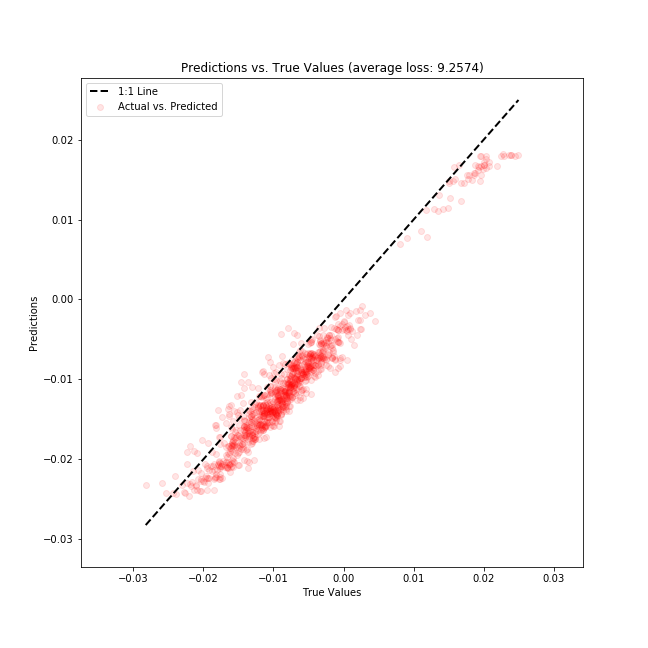 Predictions vs. True Values (average loss: 9.2574)
1:1 Line
Actual vs. Predicted
0.02
0.01
0.00
−0.01
−0.02
−0.03
Predictions
−0.03 −0.02 −0.01 0.00 0.01 0.02 0.03
True Values